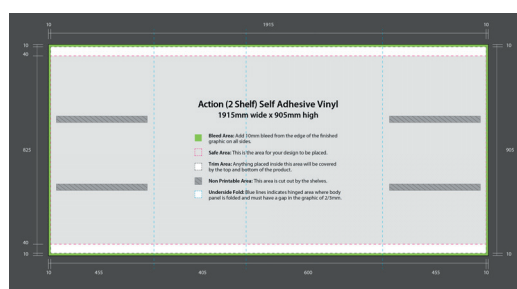 10 1915 10
10 10
40
Action (2 Shelf) Self Adhesive Vinyl
1915mm wide x 905mm high
Bleed Area: Add 10mm bleed from the edge of the finished
graphic on all sides.
825 905
Safe Area: This is the area for your design to be placed.
Trim Area: Anything placed inside this area will be covered
by the top and bottom of the product.
Non Printable Area: This area is cut out by the shelves.
Underside Fold: Blue lines indicates hinged area where body
panel is folded and must have a gap in the graphic of 2/3mm.
40
10 10
10 455 405 600 455 10